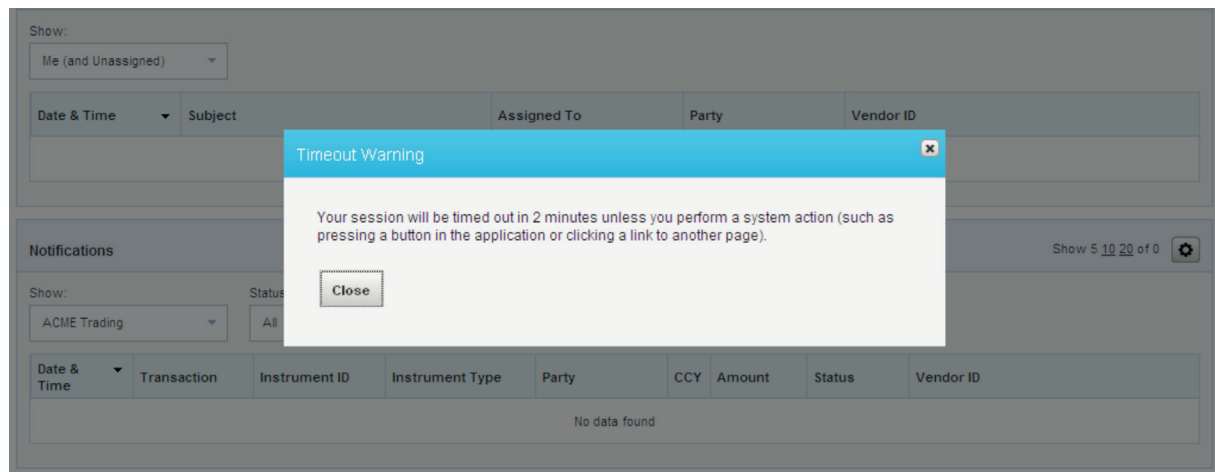 Show:
Me (and Unassigned)
Date & Time Subject Assigned To Party Vendor ID
Timeout Warning
Your session will be timed out in 2 minutes unless you perform a system action (such as
pressing a button in the application or clicking a link to another page).
Close
Notifications
Show 5 10 20 of 0
Show:
Status
ACME Trading
All
Date &
Time
Transaction Instrument ID Instrument Type Party CCY Amount Status Vendor ID
No data found